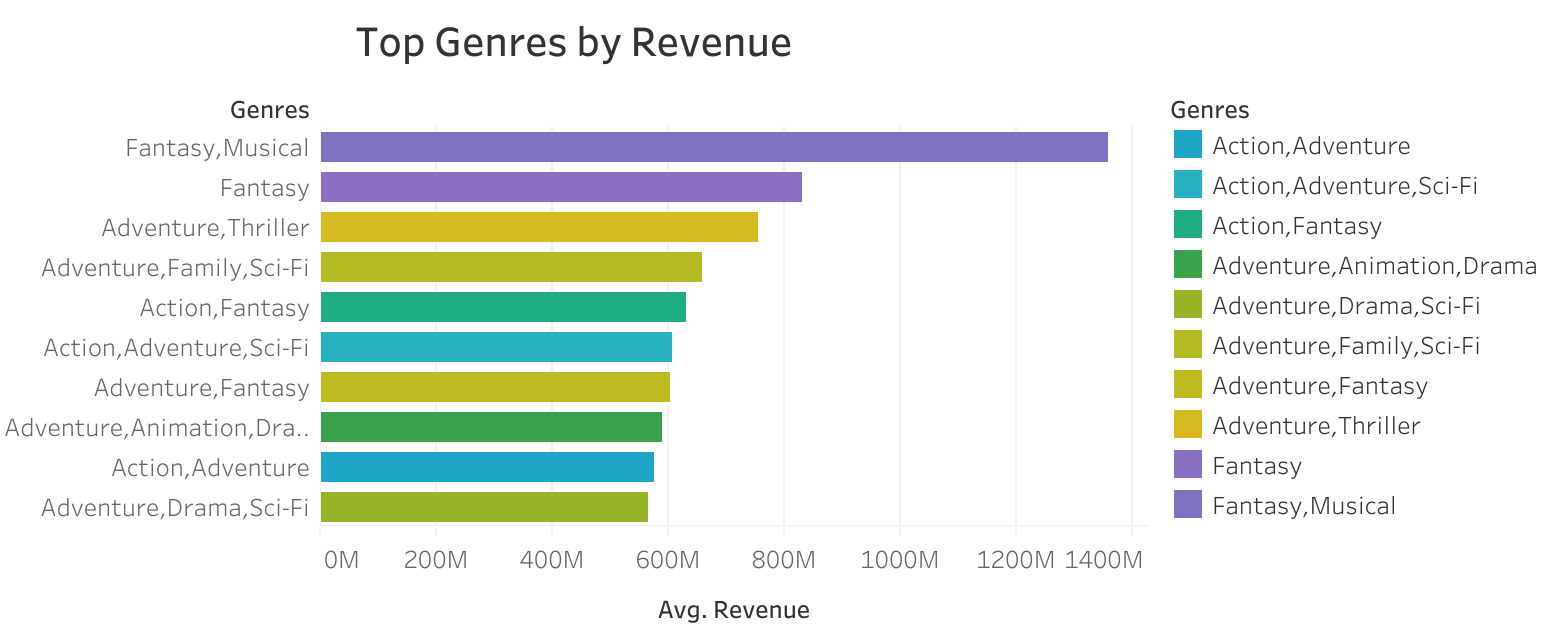 Top Genres by Revenue
Genres
Fantasy,Musical
Fantasy
Adventure,Thriller
Adventure,Family,Sci-Fi
Action,Fantasy
Action,Adventure,Sci-Fi
Adventure,Fantasy
Adventure,Animation,Dra..
Action,Adventure
Adventure,Drama,Sci-Fi
0M 200M 400M 600M 800M 1000M 1200M 1400M
Avg. Revenue
Genres
Action,Adventure
Action,Adventure,Sci-Fi
Action,Fantasy
Adventure,Animation,Drama
Adventure,Drama,Sci-Fi
Adventure,Family,Sci-Fi
Adventure,Fantasy
Adventure,Thriller
Fantasy
Fantasy,Musical